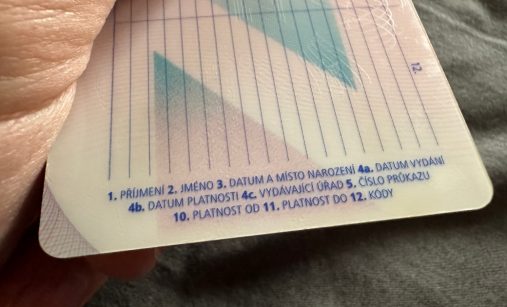 12.
1. PŘÍJMENÍ 2. JMÉNO 3. DATUM A MÍSTO NAROZENÍ 4a. DATUM VYDÁNÍ
4b. DATUM PLATNOSTI 4c. VYDÁVAJÍCÍ ÚŘAD 5. ČÍSLO PRŮKAZU
10. PLATNOST OD 11. PLATNOST DO 12. KÓDY